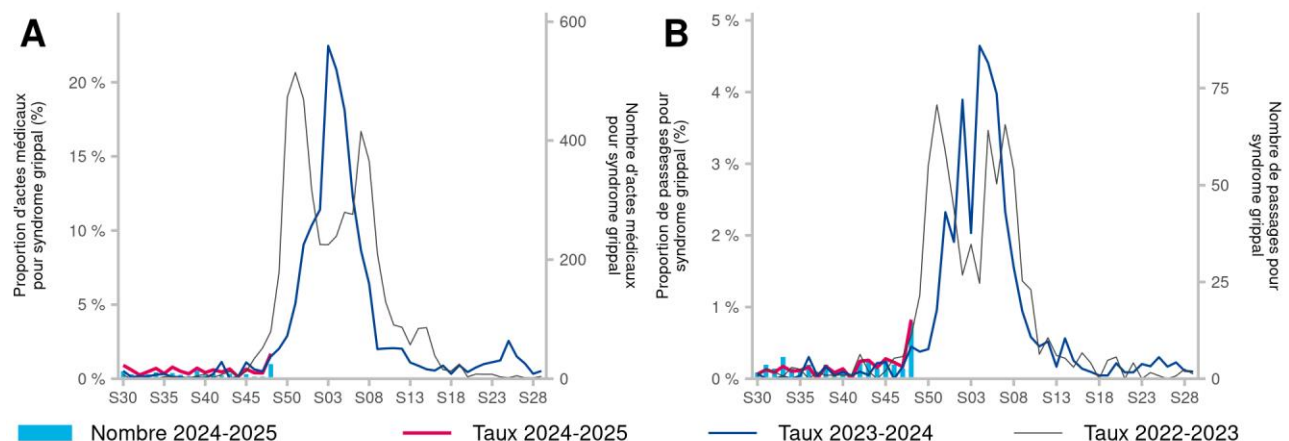 A
Proportion d'actes médicaux
pour syndrome grippal (%)
20 %
15 %
10 %
5 %
0 %
600
400
200
0
Nombre d'actes médicaux
pour syndrome grippal
S30
S35
S40
S45
S50
S03
S08
S13
S18
S23
S28
B
Proportion de passages pour
syndrome grippal (%)
5 %
4 %
3 %
2 %
1 %
0 %
75
50
25
0
Nombre de passages pour
syndrome grippal
S30
S35
S40
S45
S50
S03
S08
S13
S18
S23
S28
Nombre 2024-2025
Taux 2024-2025
Taux 2023-2024
Taux 2022-2023